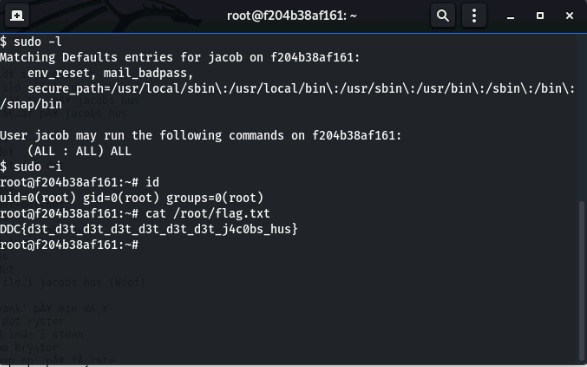 root@f204b38af161: ~
$ sudo -l
Matching Defaults entries for jacob on f204b38af161:
    env_reset, mail_badpass,
    secure_path=/usr/local/sbin\:/usr/local/bin\:/usr/sbin\:/usr/bin\:/sbin\:/bin\:
/snap/bin

User jacob may run the following commands on f204b38af161:
    (ALL : ALL) ALL
$ sudo -i
root@f204b38af161:~# id
uid=0(root) gid=0(root) groups=0(root)
root@f204b38af161:~# cat /root/flag.txt
DDC{d3t_d3t_d3t_d3t_d3t_d3t_d3t_j4c0bs_hus}
root@f204b38af161:~#